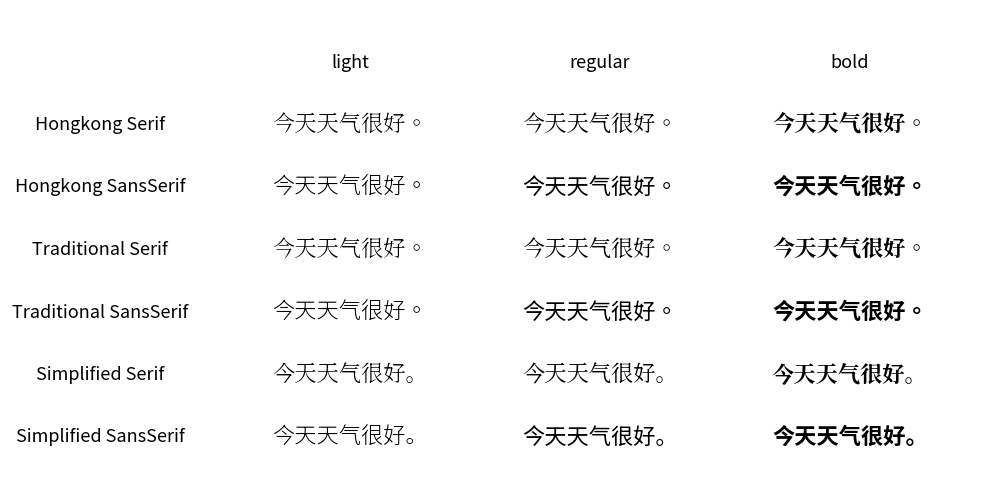 light regular bold
Hongkong Serif 今天天气很好。 今天天气很好。 今天天气很好。
Hongkong SansSerif 今天天气很好。 今天天气很好。 今天天气很好。
Traditional Serif 今天天气很好。 今天天气很好。 今天天气很好。
Traditional SansSerif 今天天气很好。 今天天气很好。 今天天气很好。
Simplified Serif 今天天气很好。 今天天气很好。 今天天气很好。
Simplified SansSerif 今天天气很好。 今天天气很好。 今天天气很好。